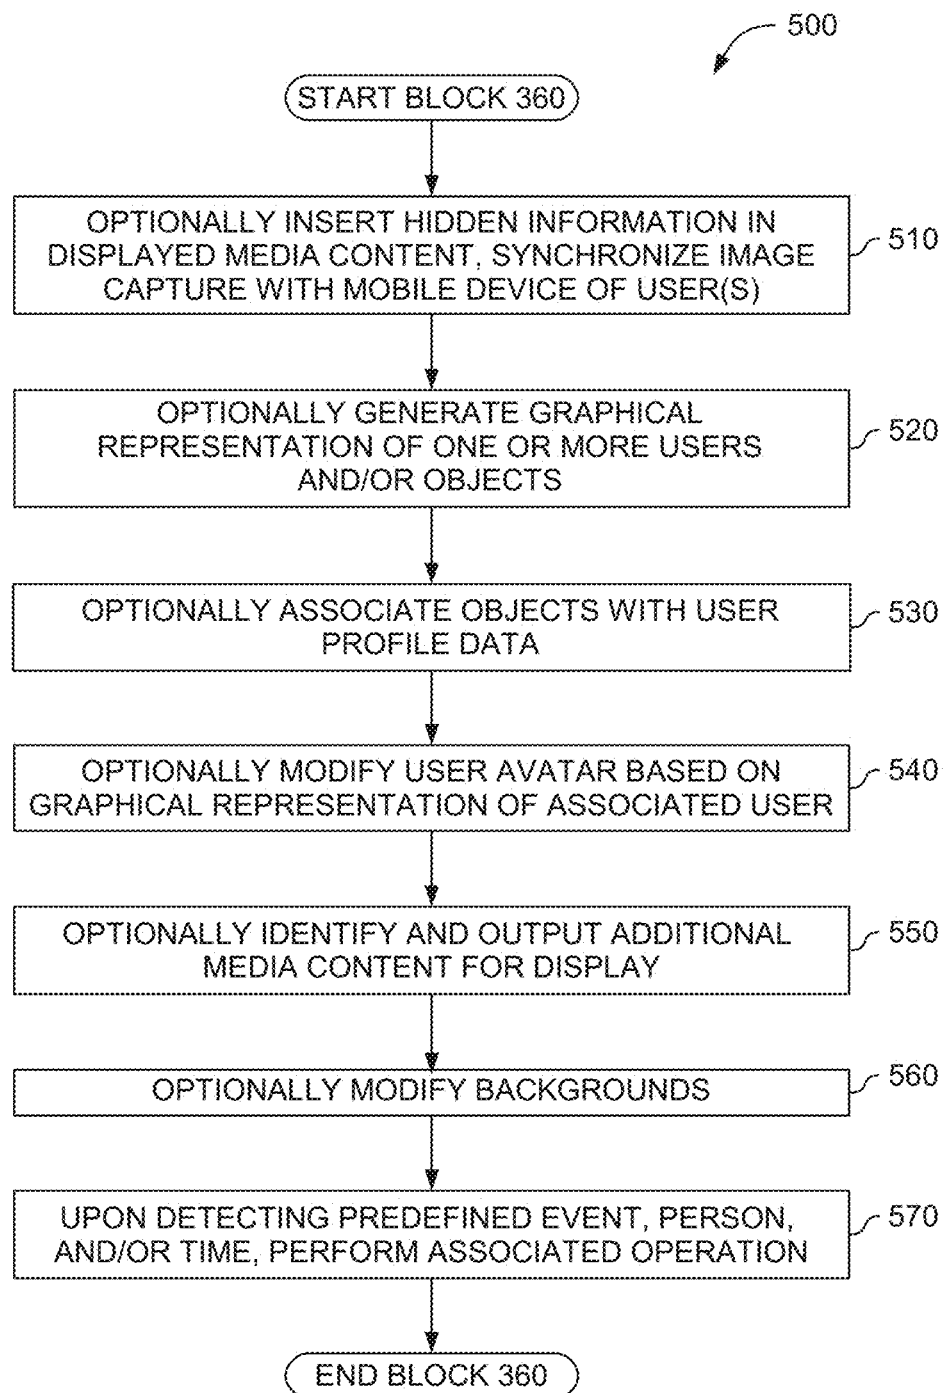 500
START BLOCK 360
OPTIONALLY INSERT HIDDEN INFORMATION IN
DISPLAYED MEDIA CONTENT, SYNCHRONIZE IMAGE
CAPTURE WITH MOBILE DEVICE OF USER(S)
510
OPTIONALLY GENERATE GRAPHICAL
REPRESENTATION OF ONE OR MORE USERS
AND/OR OBJECTS
520
OPTIONALLY ASSOCIATE OBJECTS WITH USER
PROFILE DATA
530
OPTIONALLY MODIFY USER AVATAR BASED ON
GRAPHICAL REPRESENTATION OF ASSOCIATED USER
540
OPTIONALLY IDENTIFY AND OUTPUT ADDITIONAL
MEDIA CONTENT FOR DISPLAY
550
OPTIONALLY MODIFY BACKGROUNDS
560
UPON DETECTING PREDEFINED EVENT, PERSON,
AND/OR TIME, PERFORM ASSOCIATED OPERATION
570
END BLOCK 360